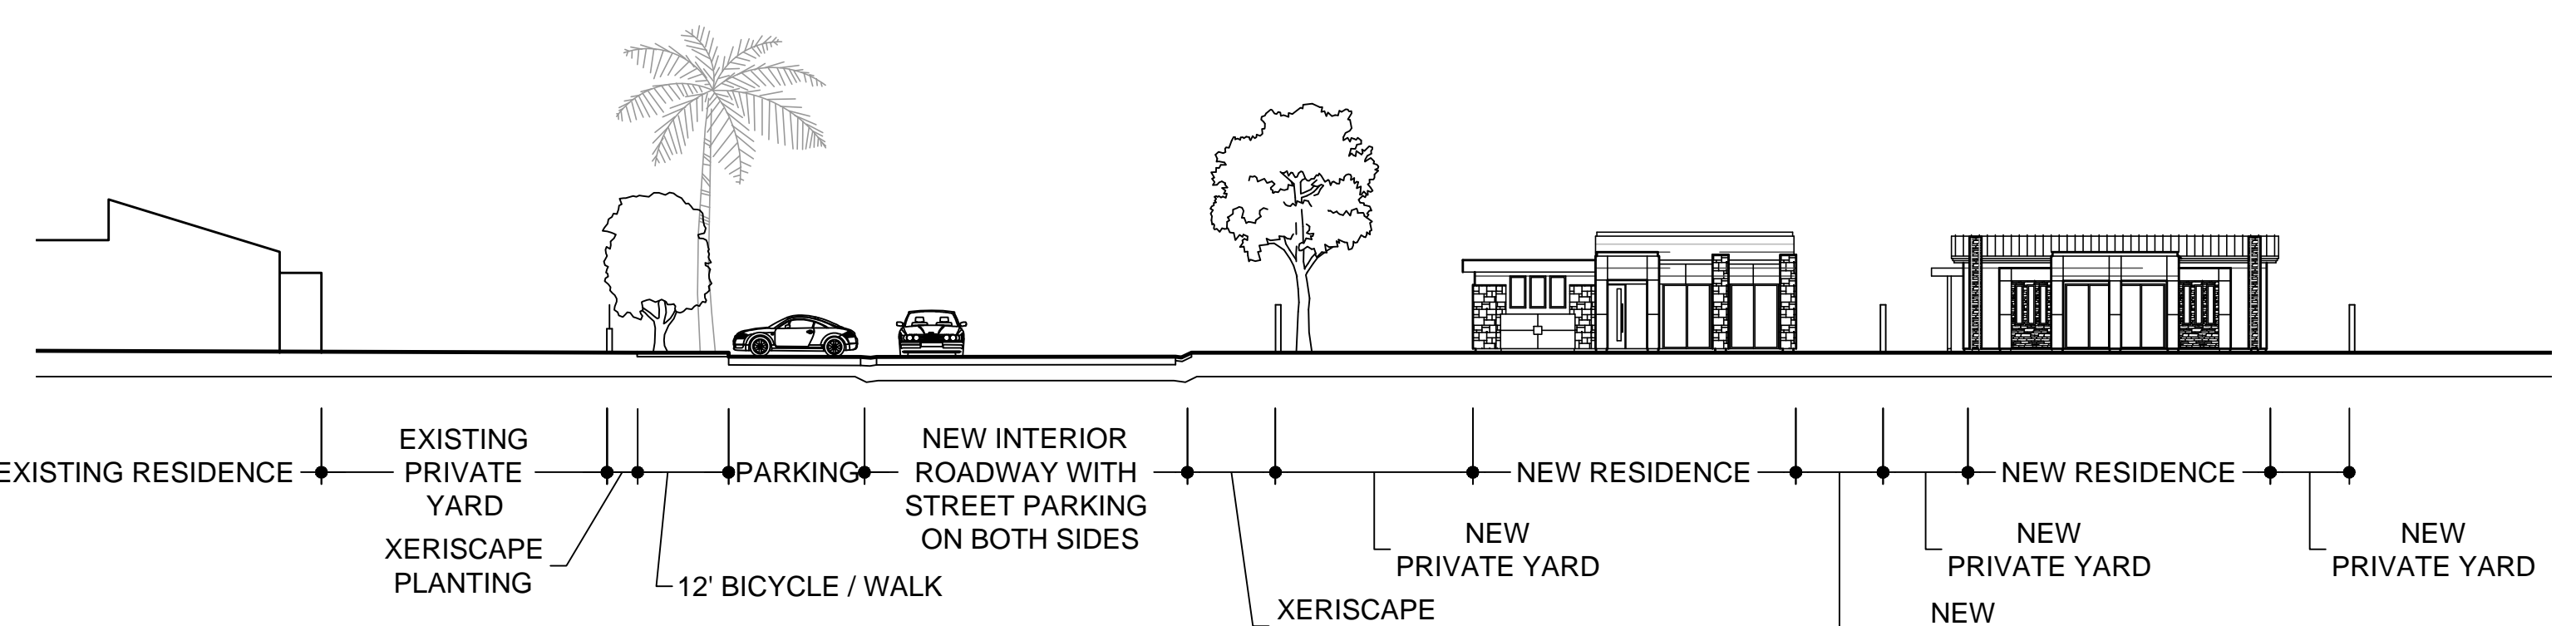 EXISTING RESIDENCE
EXISTING
PRIVATE
YARD
XERISCAPE
PLANTING
12' BICYCLE / WALK
PARKING
NEW INTERIOR
ROADWAY WITH
STREET PARKING
ON BOTH SIDES
XERISCAPE
NEW
PRIVATE YARD
NEW RESIDENCE
NEW
NEW
PRIVATE YARD
NEW RESIDENCE
NEW
PRIVATE YARD